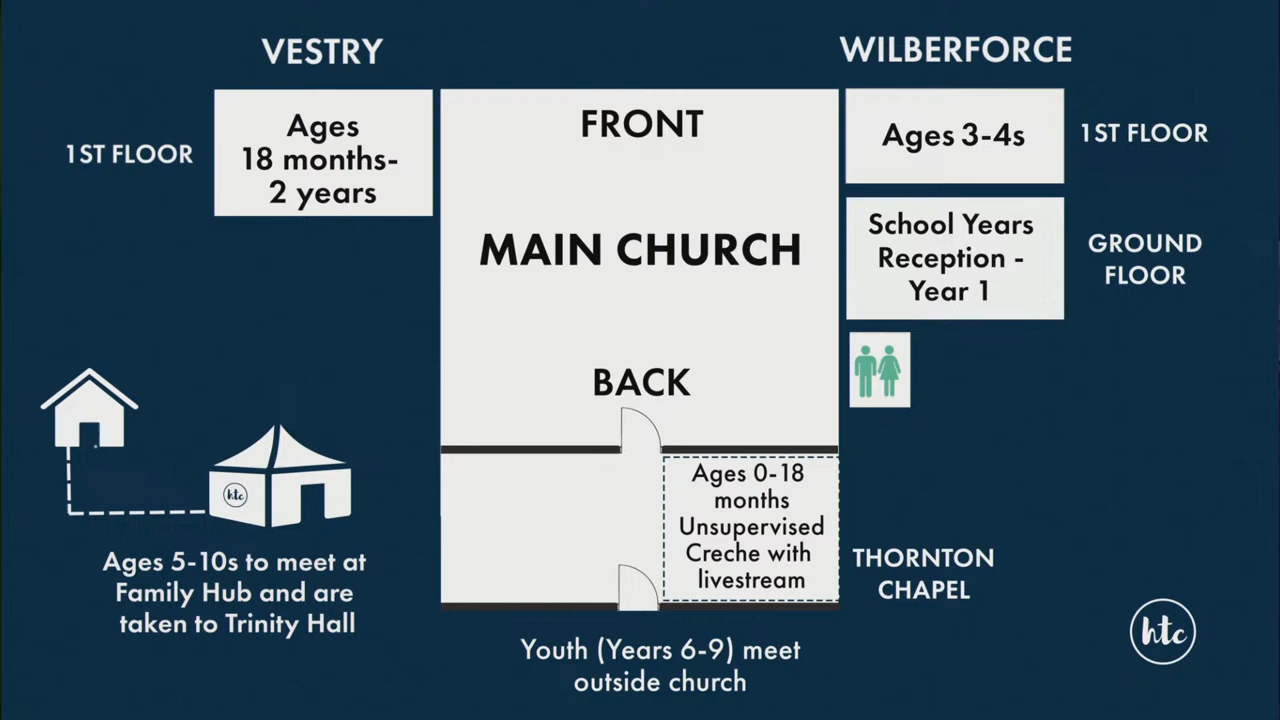 VESTRY
WILBERFORCE
1ST FLOOR
Ages
18 months-
2 years
FRONT
MAIN CHURCH
BACK
Ages 3-4s
1ST FLOOR
School Years
Reception -
Year 1
GROUND
FLOOR
htc
Ages 5-10s to meet at
Family Hub and are
taken to Trinity Hall
Ages 0-18
months
Unsupervised
Creche with
livestream
THORNTON
CHAPEL
Youth (Years 6-9) meet
outside church
htc